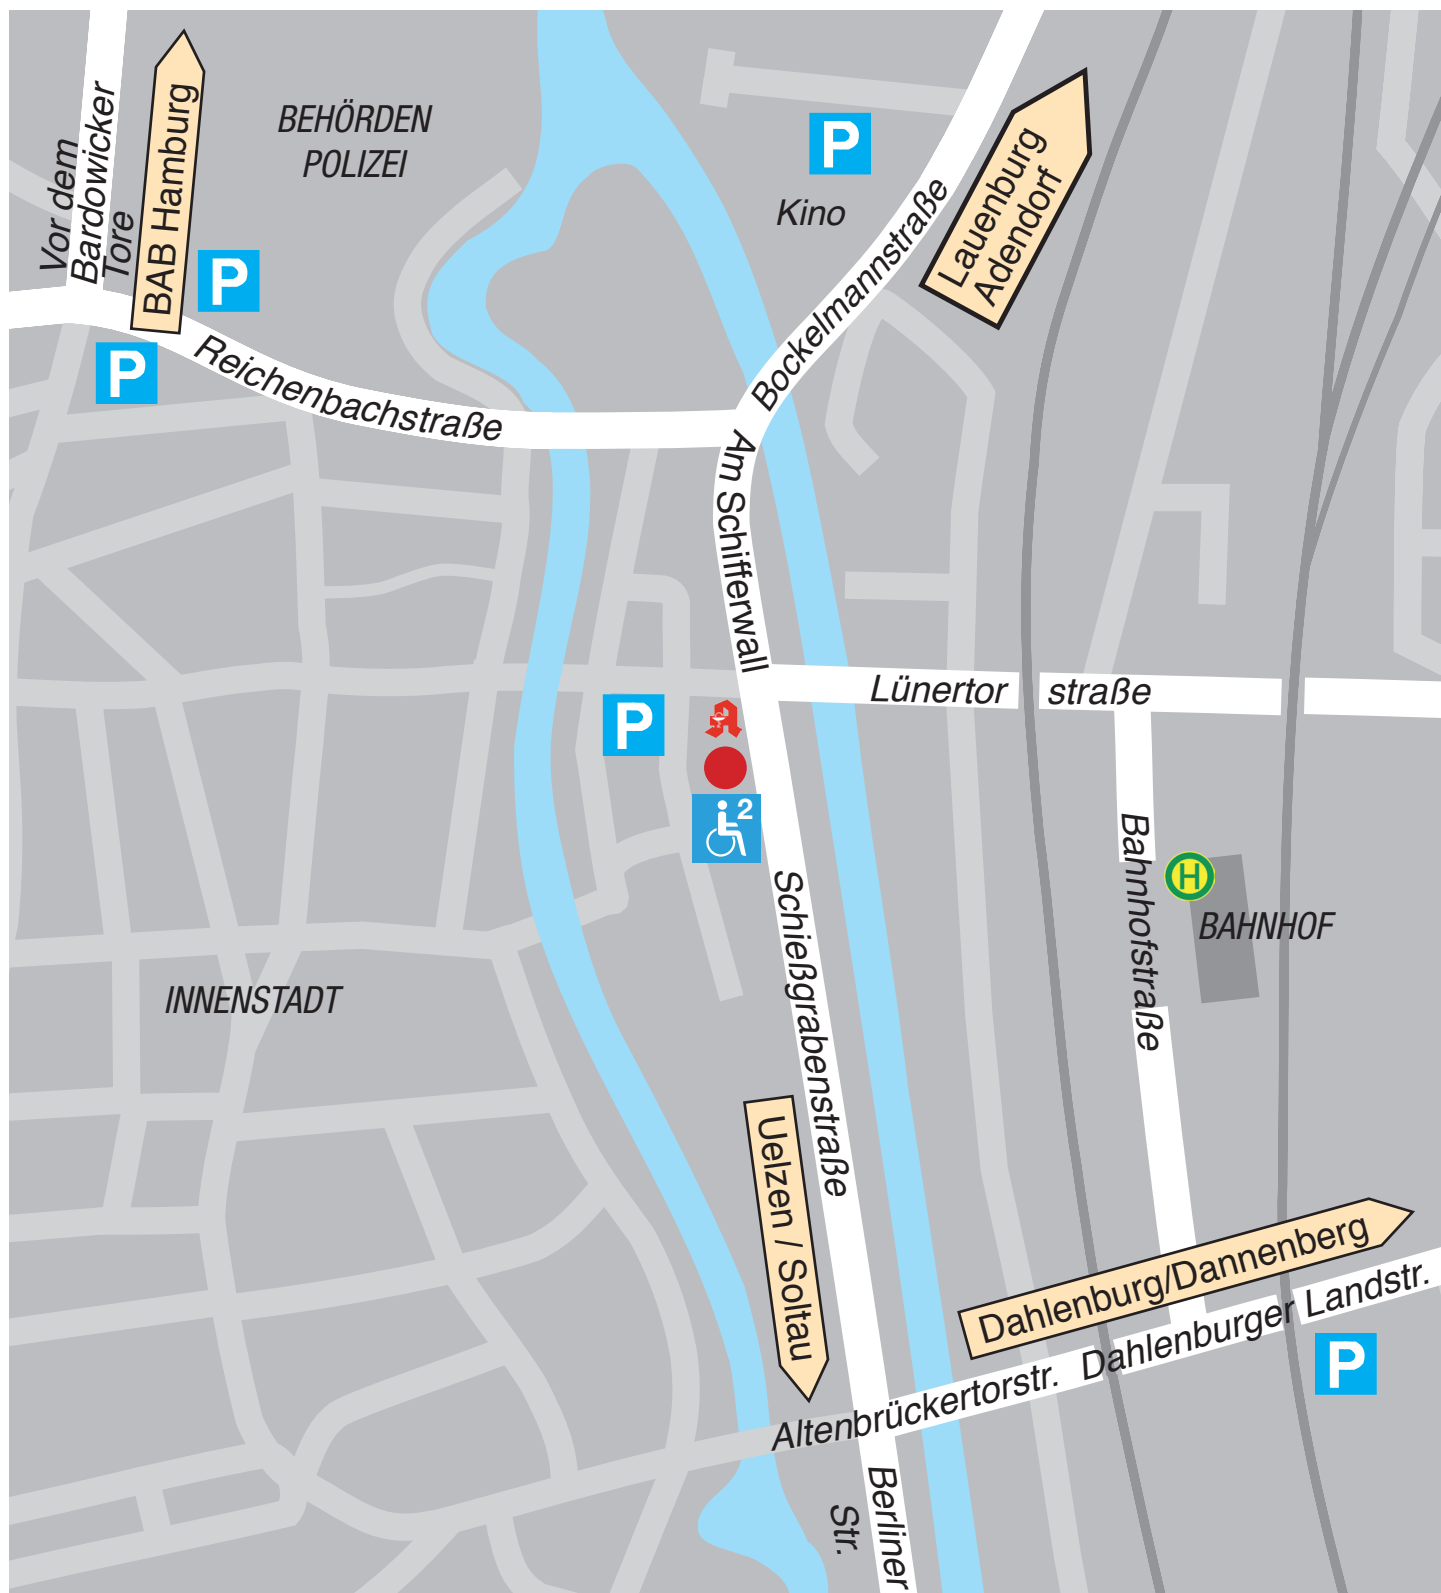 Vor dem
Bardowicker
Tore
BAB Hamburg
BEHÖRDEN
POLIZEI
P
P
P
Kino
Lauenburg
Adendorf
Bockelmannstraße
Reichenbachstraße
Am Schifferwall
Lünertor straße
P
A
2
Schießgrabenstraße
Bahnhofstraße
H
BAHNHOF
INNENSTADT
Uelzen / Soltau
Dahlenburg/Dannenberg
Altenbrückertorstr.
Dahlenburger Landstr.
P
Berliner
Str.